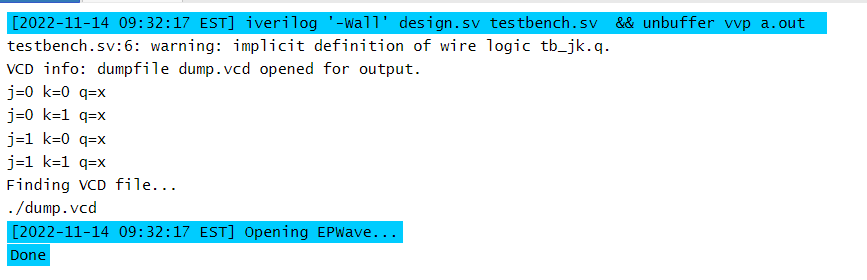 [2022-11-14 09:32:17 EST] iverilog '-Wall' design.sv testbench.sv  && unbuffer vvp a.out
testbench.sv:6: warning: implicit definition of wire logic tb_jk.q.
VCD info: dumpfile dump.vcd opened for output.
j=0 k=0 q=x
j=0 k=1 q=x
j=1 k=0 q=x
j=1 k=1 q=x
Finding VCD file...
./dump.vcd
[2022-11-14 09:32:17 EST] Opening EPWave...
Done